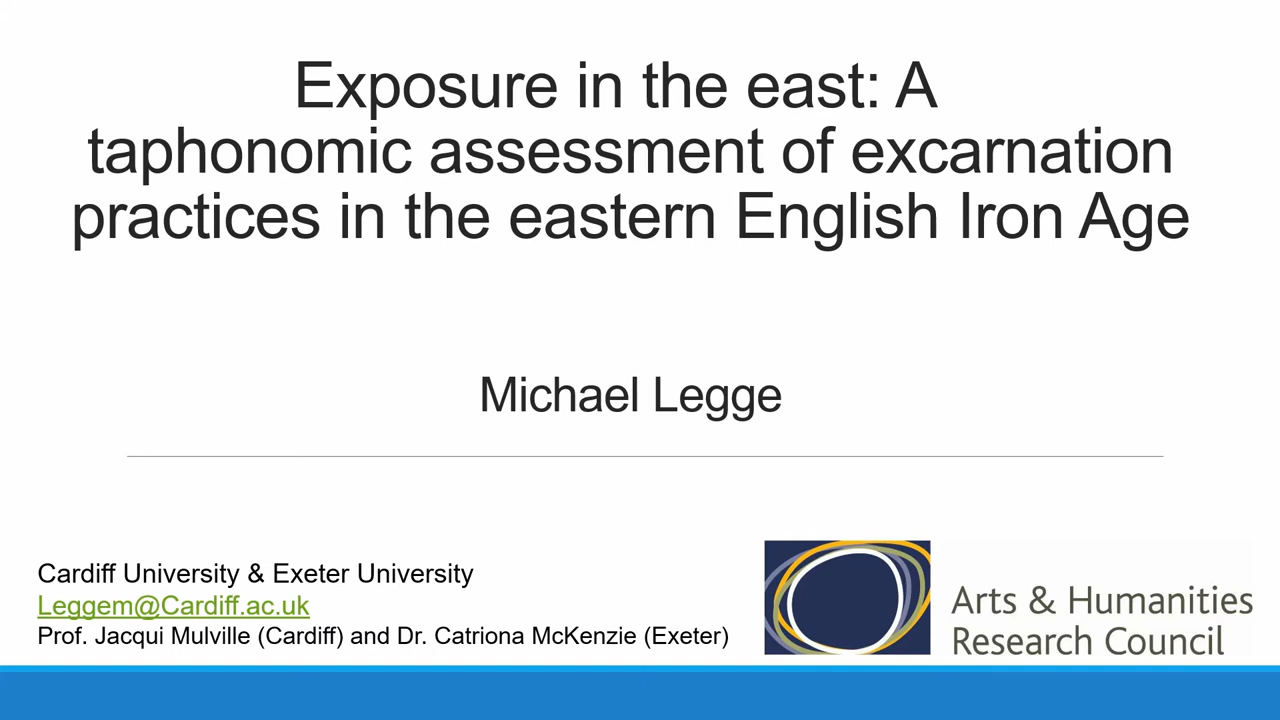 Exposure in the east: A
taphonomic assessment of excarnation
practices in the eastern English Iron Age
Michael Legge
Cardiff University & Exeter University
Leggem@Cardiff.ac.uk
Prof. Jacqui Mulville (Cardiff) and Dr. Catriona McKenzie (Exeter)
Arts & Humanities
Research Council